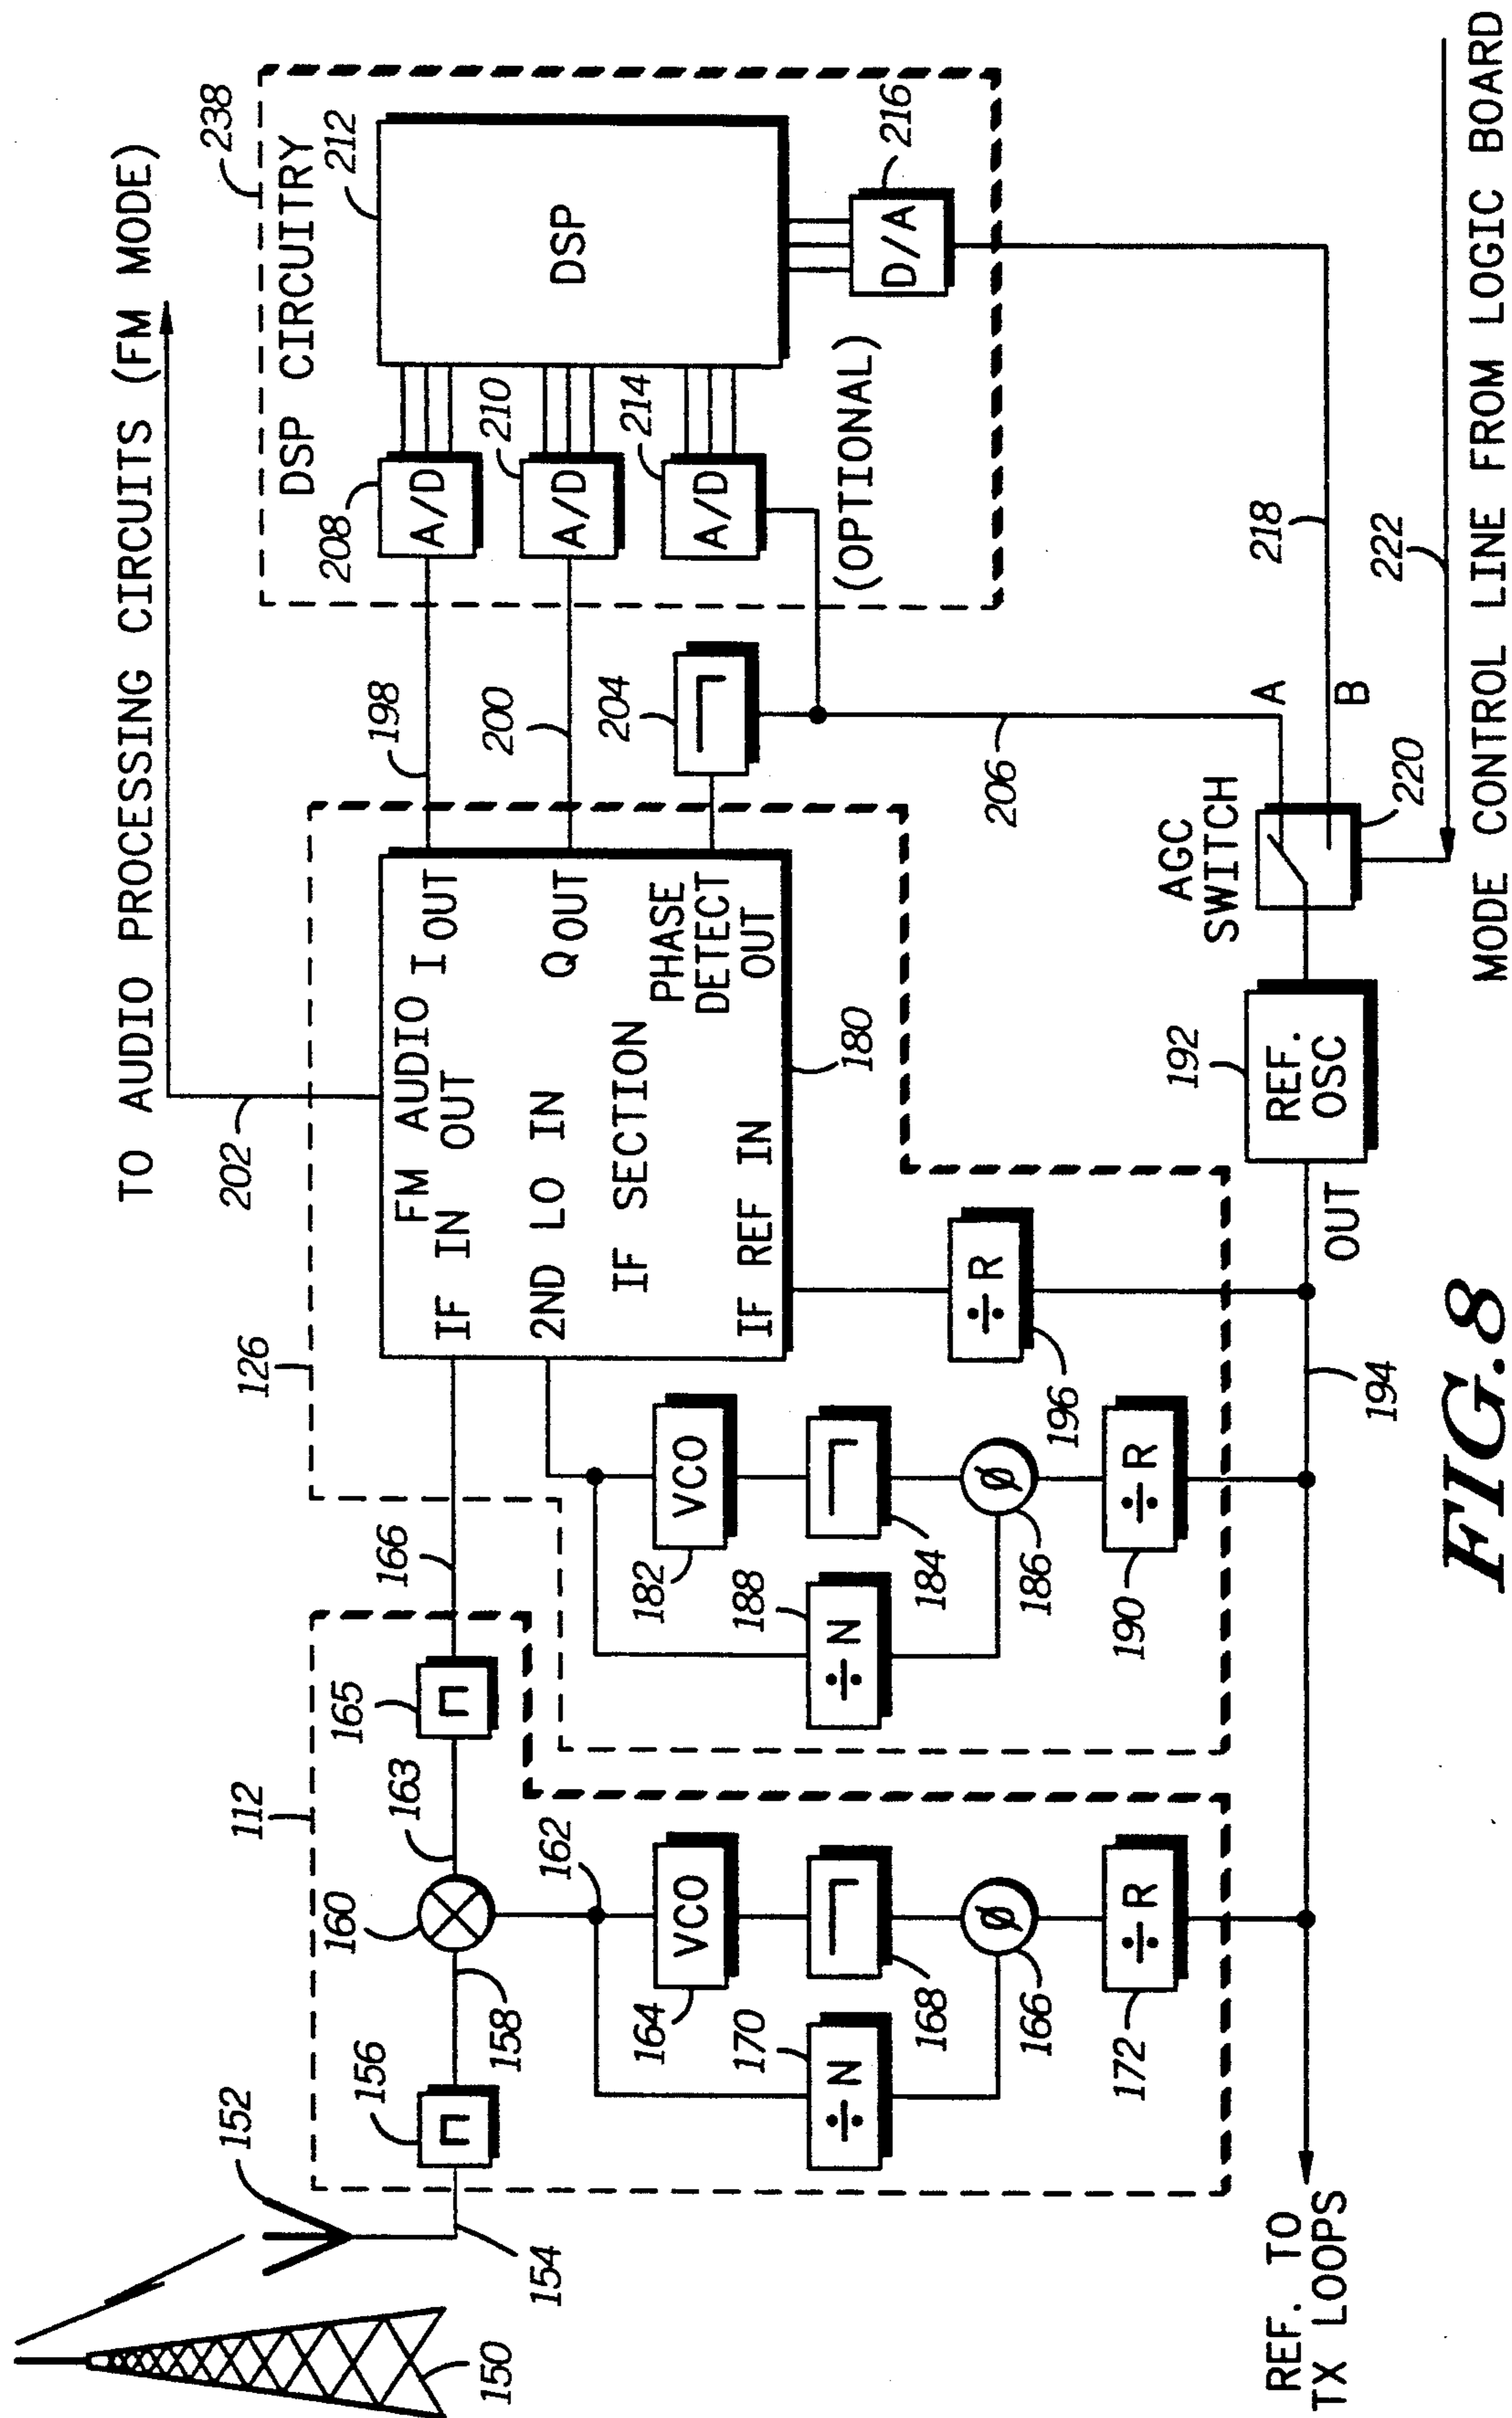 TO AUDIO PROCESSING CIRCUITS (FM MODE)
202
126
112
152
150
154
156
158
160
163
165
166
162
164
168
170
166
172
VCO
÷N
Ø
÷R
182
184
186
188
190
VCO
÷N
Ø
÷R
196
÷R
FM AUDIO
OUT
IF IN
I OUT
2ND LO IN
Q OUT
IF SECTION
PHASE
DETECT
OUT
IF REF IN
180
198
200
204
206
238
DSP CIRCUITRY
208
A/D
210
A/D
214
A/D
212
DSP
216
D/A
(OPTIONAL)
AGC
SWITCH
A
B
218
220
222
192
REF.
OSC
OUT
194
REF. TO
TX LOOPS
MODE CONTROL LINE FROM LOGIC BOARD
FIG.8